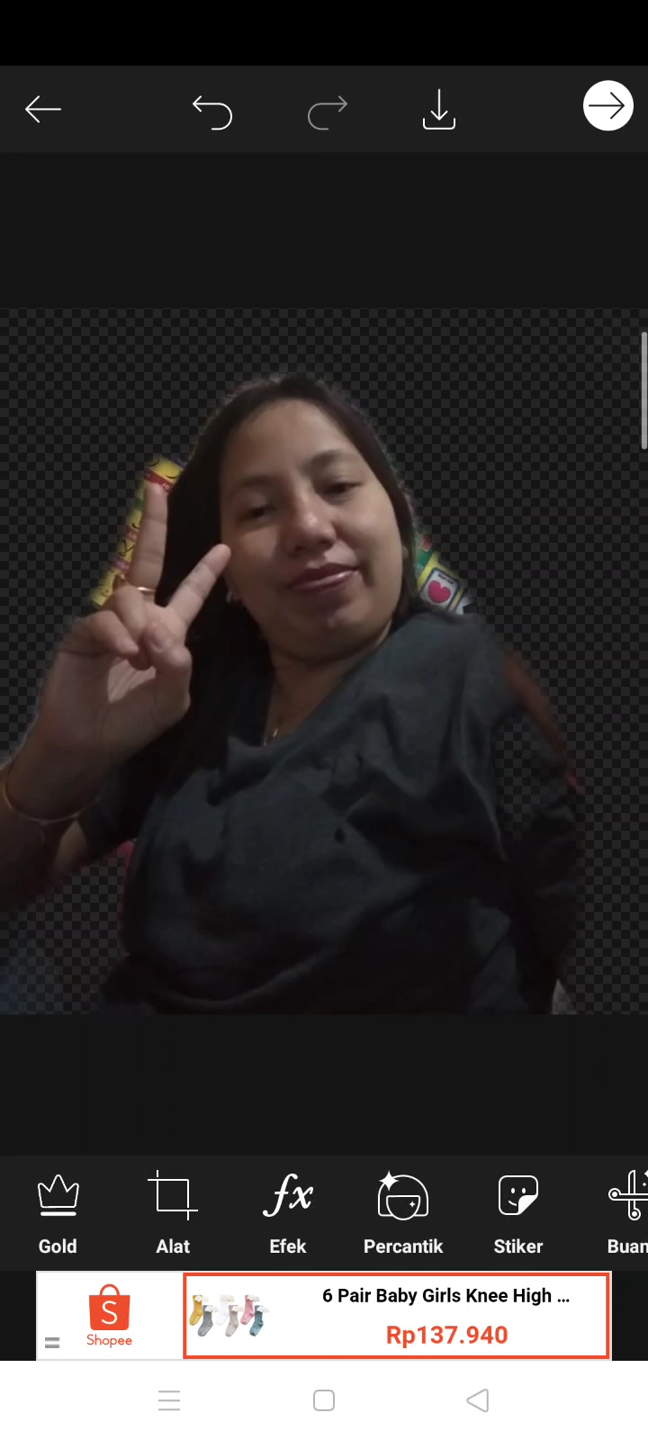 Gold
Alat
Efek
Percantik
Stiker
Buan
Shopee
6 Pair Baby Girls Knee High ...
Rp137.940